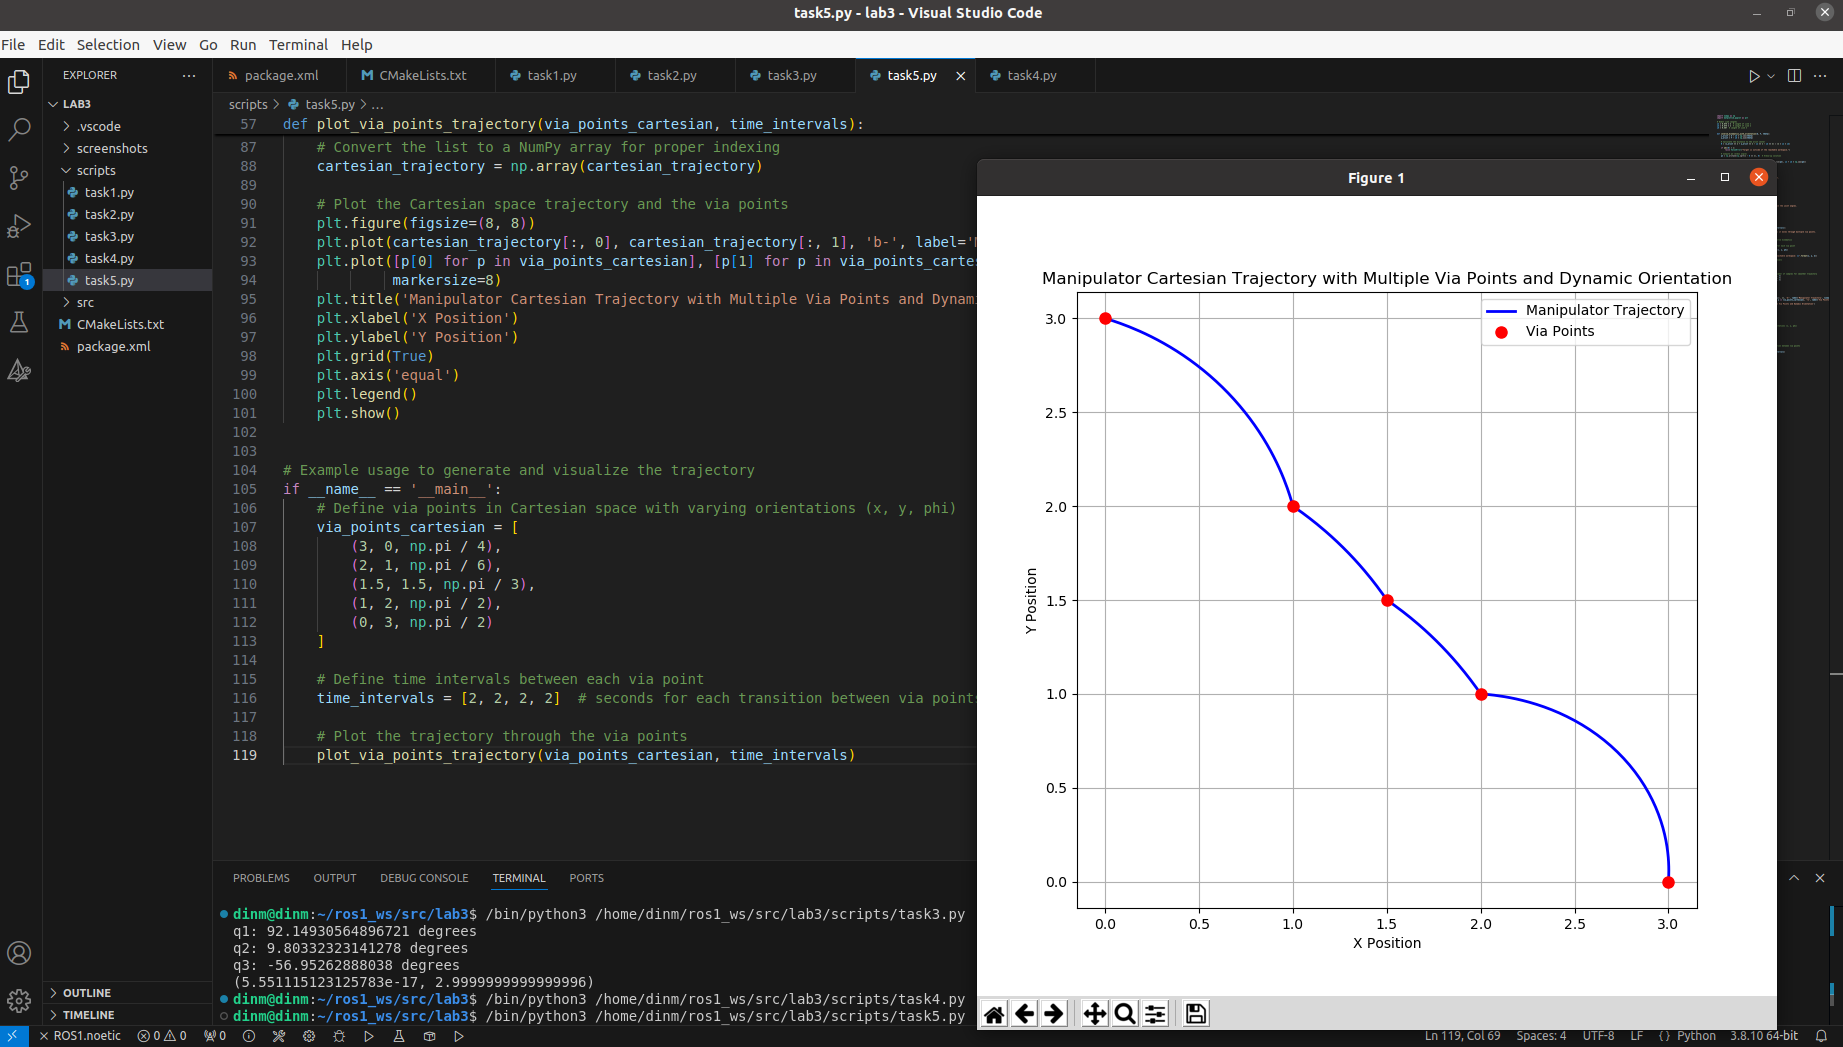 task5.py - lab3 - Visual Studio Code
File Edit Selection View Go Run Terminal Help
EXPLORER
package.xml
CMakeLists.txt
task1.py
task2.py
task3.py
task5.py
task4.py
LAB3
.vscode
screenshots
scripts
task1.py
task2.py
task3.py
task4.py
task5.py
src
CMakeLists.txt
package.xml
OUTLINE
TIMELINE
scripts > task5.py > ...
57 def plot_via_points_trajectory(via_points_cartesian, time_intervals):
87 # Convert the list to a NumPy array for proper indexing
88 cartesian_trajectory = np.array(cartesian_trajectory)
89
90 # Plot the Cartesian space trajectory and the via points
91 plt.figure(figsize=(8, 8))
92 plt.plot(cartesian_trajectory[:, 0], cartesian_trajectory[:, 1], 'b-', label='
93 plt.plot([p[0] for p in via_points_cartesian], [p[1] for p in via_points_cartes
94 markersize=8)
95 plt.title('Manipulator Cartesian Trajectory with Multiple Via Points and Dynam
96 plt.xlabel('X Position')
97 plt.ylabel('Y Position')
98 plt.grid(True)
99 plt.axis('equal')
100 plt.legend()
101 plt.show()
102
103
104 # Example usage to generate and visualize the trajectory
105 if __name__ == '__main__':
106 # Define via points in Cartesian space with varying orientations (x, y, phi)
107 via_points_cartesian = [
108 (3, 0, np.pi / 4),
109 (2, 1, np.pi / 6),
110 (1.5, 1.5, np.pi / 3),
111 (1, 2, np.pi / 2),
112 (0, 3, np.pi / 2)
113 ]
114
115 # Define time intervals between each via point
116 time_intervals = [2, 2, 2, 2]  # seconds for each transition between via points
117
118 # Plot the trajectory through the via points
119 plot_via_points_trajectory(via_points_cartesian, time_intervals)
Figure 1
Manipulator Cartesian Trajectory with Multiple Via Points and Dynamic Orientation
Manipulator Trajectory
Via Points
3.0
2.5
2.0
1.5
1.0
0.5
0.0
Y Position
0.0 0.5 1.0 1.5 2.0 2.5 3.0
X Position
PROBLEMS OUTPUT DEBUG CONSOLE TERMINAL PORTS
dinm@dinm:~/ros1_ws/src/lab3$ /bin/python3 /home/dinm/ros1_ws/src/lab3/scripts/task3.py
q1: 92.14930564896721 degrees
q2: 9.80332323141278 degrees
q3: -56.95262888038 degrees
(5.551115123125783e-17, 2.9999999999999996)
dinm@dinm:~/ros1_ws/src/lab3$ /bin/python3 /home/dinm/ros1_ws/src/lab3/scripts/task4.py
dinm@dinm:~/ros1_ws/src/lab3$ /bin/python3 /home/dinm/ros1_ws/src/lab3/scripts/task5.py
1
ROS1.noetic 0 0 0
Ln 119, Col 69 Spaces: 4 UTF-8 LF {} Python 3.8.10 64-bit